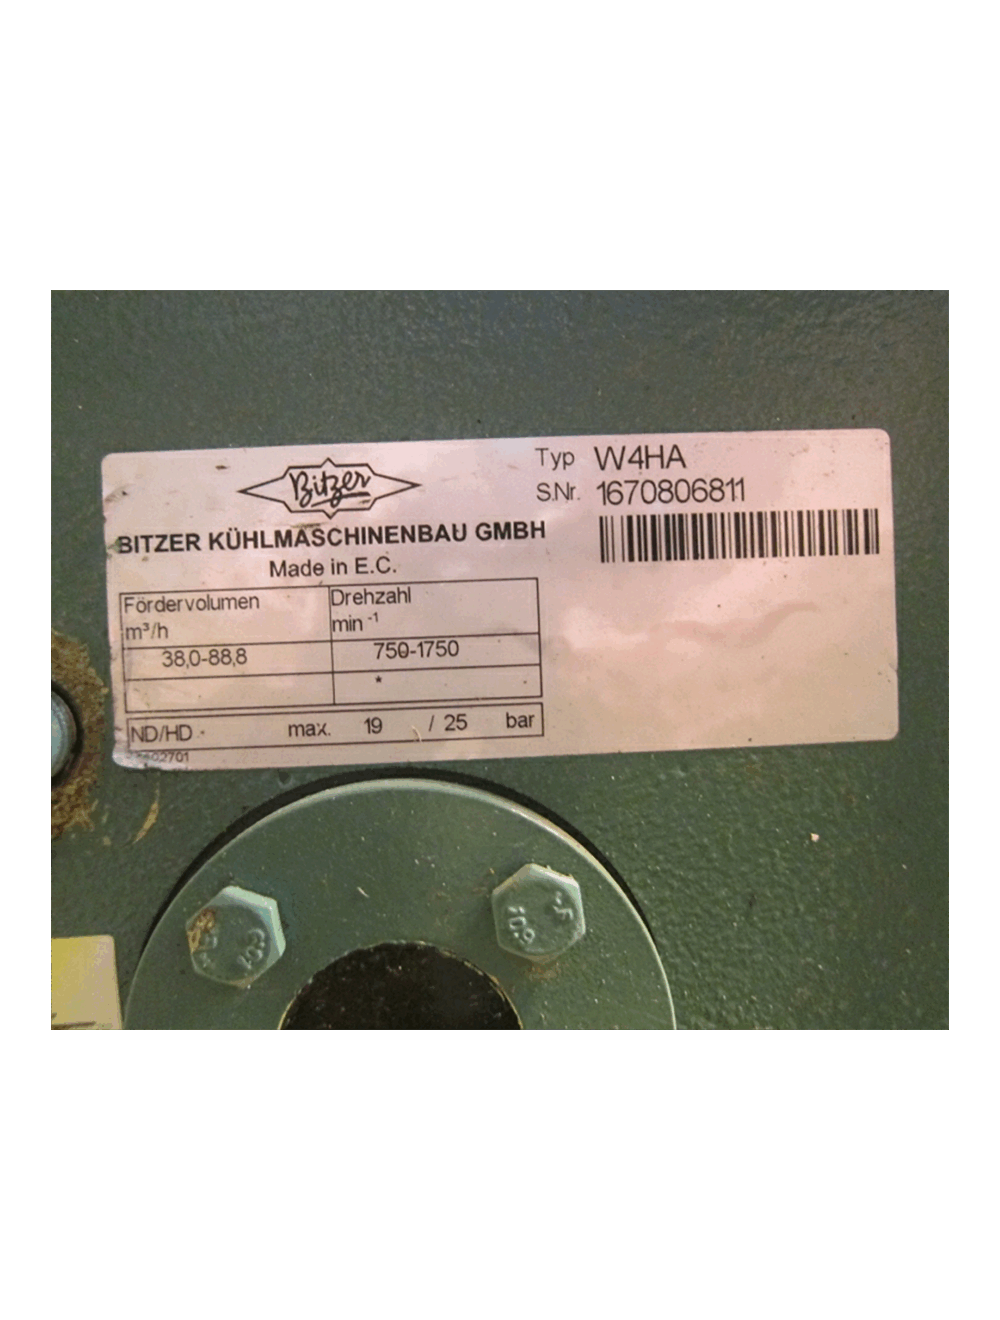 Bitzer
BITZER KÜHLMASCHINENBAU GMBH
Made in E.C.
Typ W4HA
S.Nr. 1670806811
Fördervolumen m³/h
Drehzahl min -1
38,0-88,8 750-1750
*
ND/HD max. 19 / 25 bar
10.9